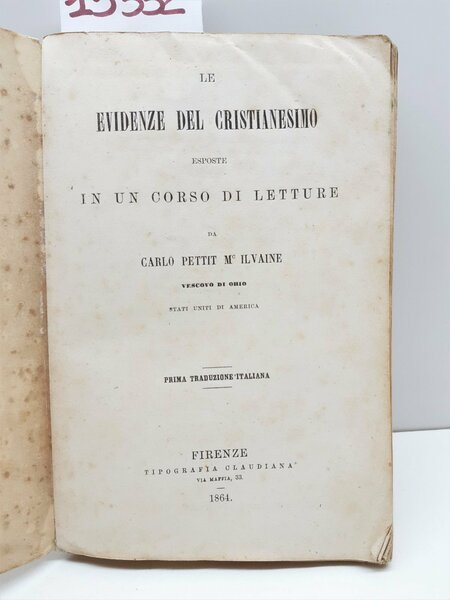 LE
EVIDENZE DEL CRISTIANESIMO
ESPOSTE
IN UN CORSO DI LETTURE
DA
CARLO PETTIT Mc ILVAINE
VESCOVO DI OHIO
STATI UNITI DI AMERICA
PRIMA TRADUZIONE ITALIANA
FIRENZE
TIPOGRAFIA CLAUDIANA
VIA MAFFIA, 33.
1864.